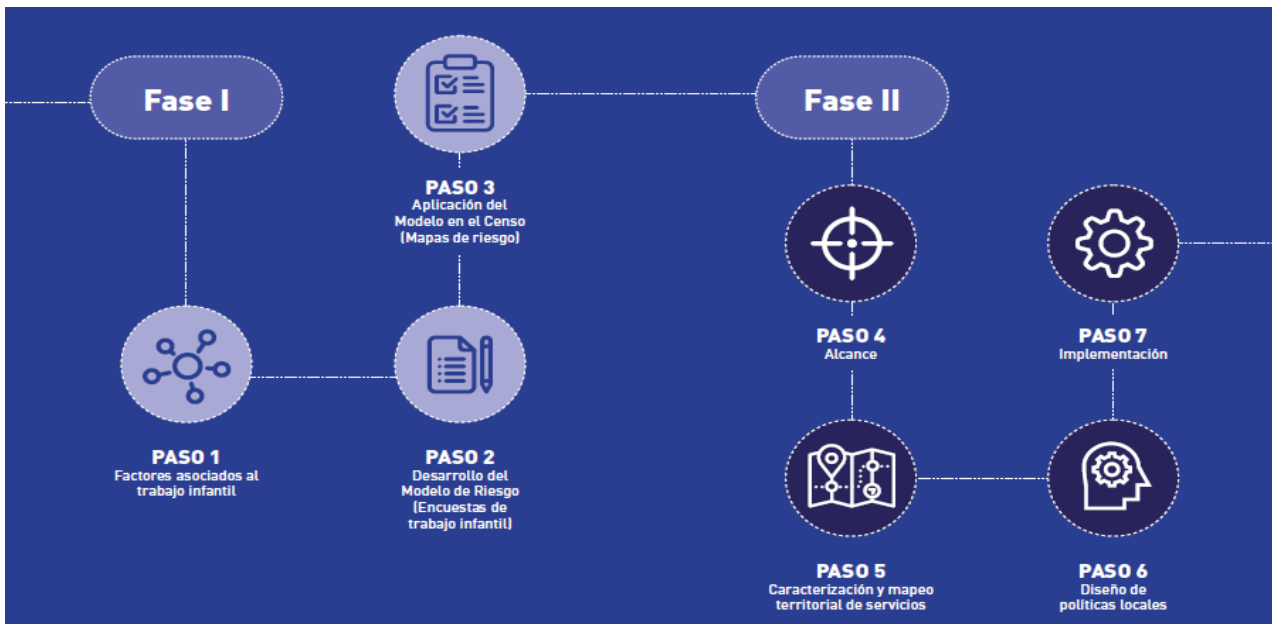 Fase I
PASO 1
Factores asociados al
trabajo infantil
PASO 2
Desarrollo del
Modelo de Riesgo
(Encuestas de
trabajo infantil)
PASO 3
Aplicación del
Modelo en el Censo
(Mapas de riesgo)
Fase II
PASO 4
Alcance
PASO 5
Caracterización y mapeo
territorial de servicios
PASO 6
Diseño de
políticas locales
PASO 7
Implementación